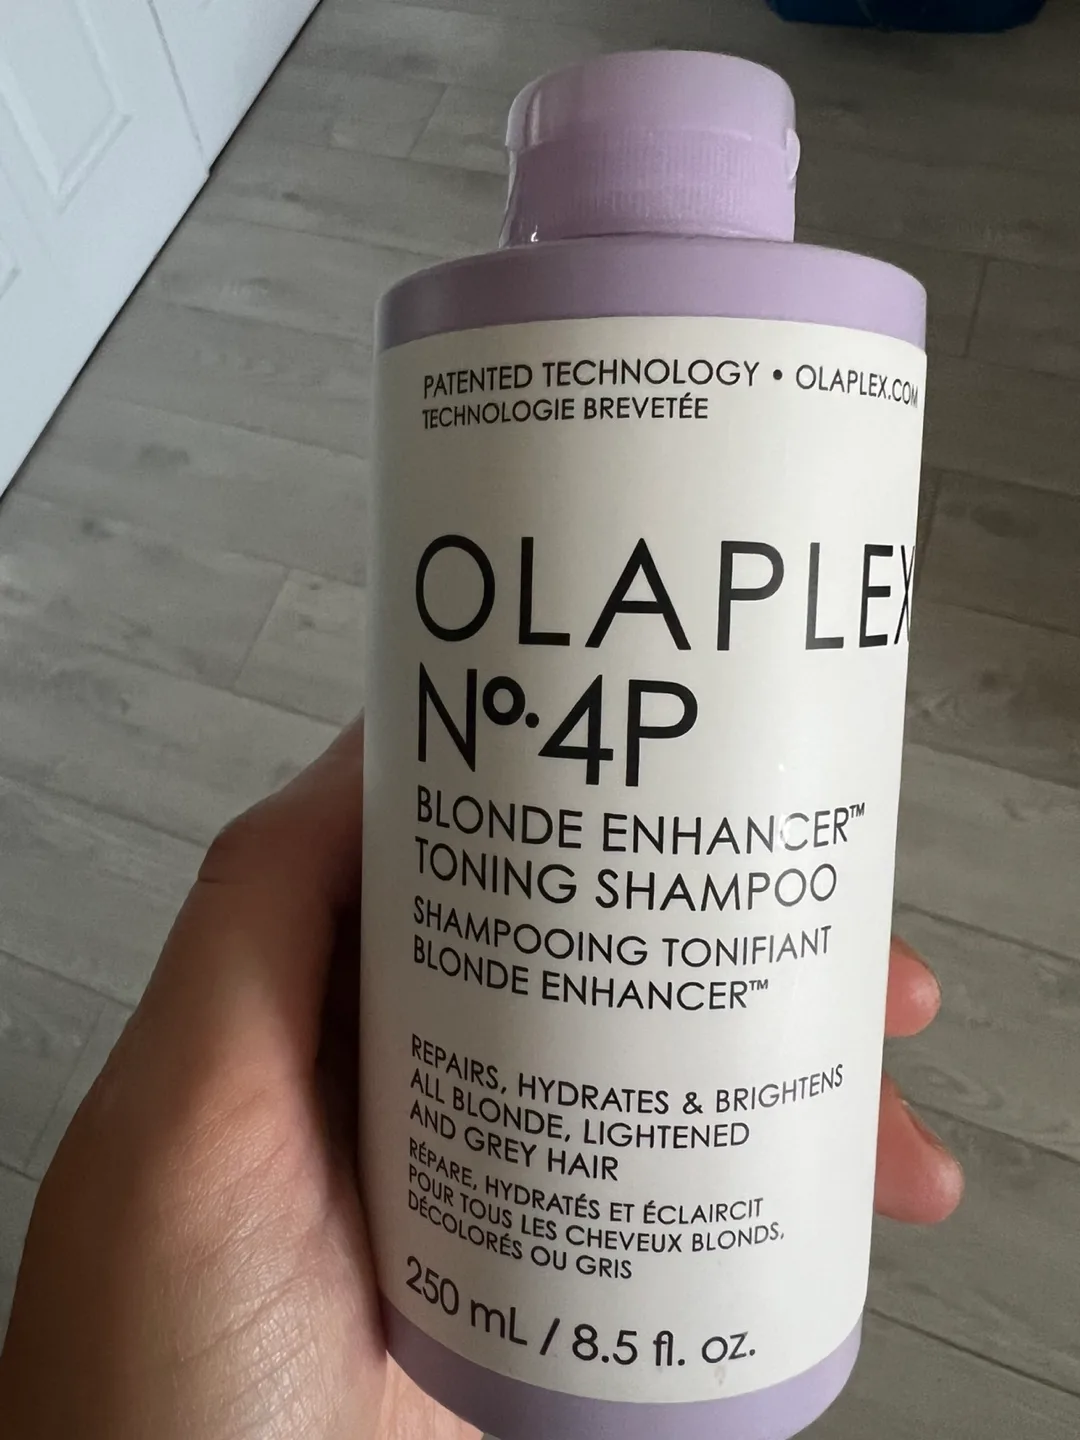 PATENTED TECHNOLOGY • OLAPLEX.COM
TECHNOLOGIE BREVETÉE
OLAPLEX
Nº.4P
BLONDE ENHANCER™
TONING SHAMPOO
SHAMPOOING TONIFIANT
BLONDE ENHANCER™
REPAIRS, HYDRATES & BRIGHTENS
ALL BLONDE, LIGHTENED
AND GREY HAIR
RÉPARE, HYDRATÉS ET ÉCLAIRCIT
POUR TOUS LES CHEVEUX BLONDS,
DÉCOLORÉS OU GRIS
250 mL / 8.5 fl. oz.